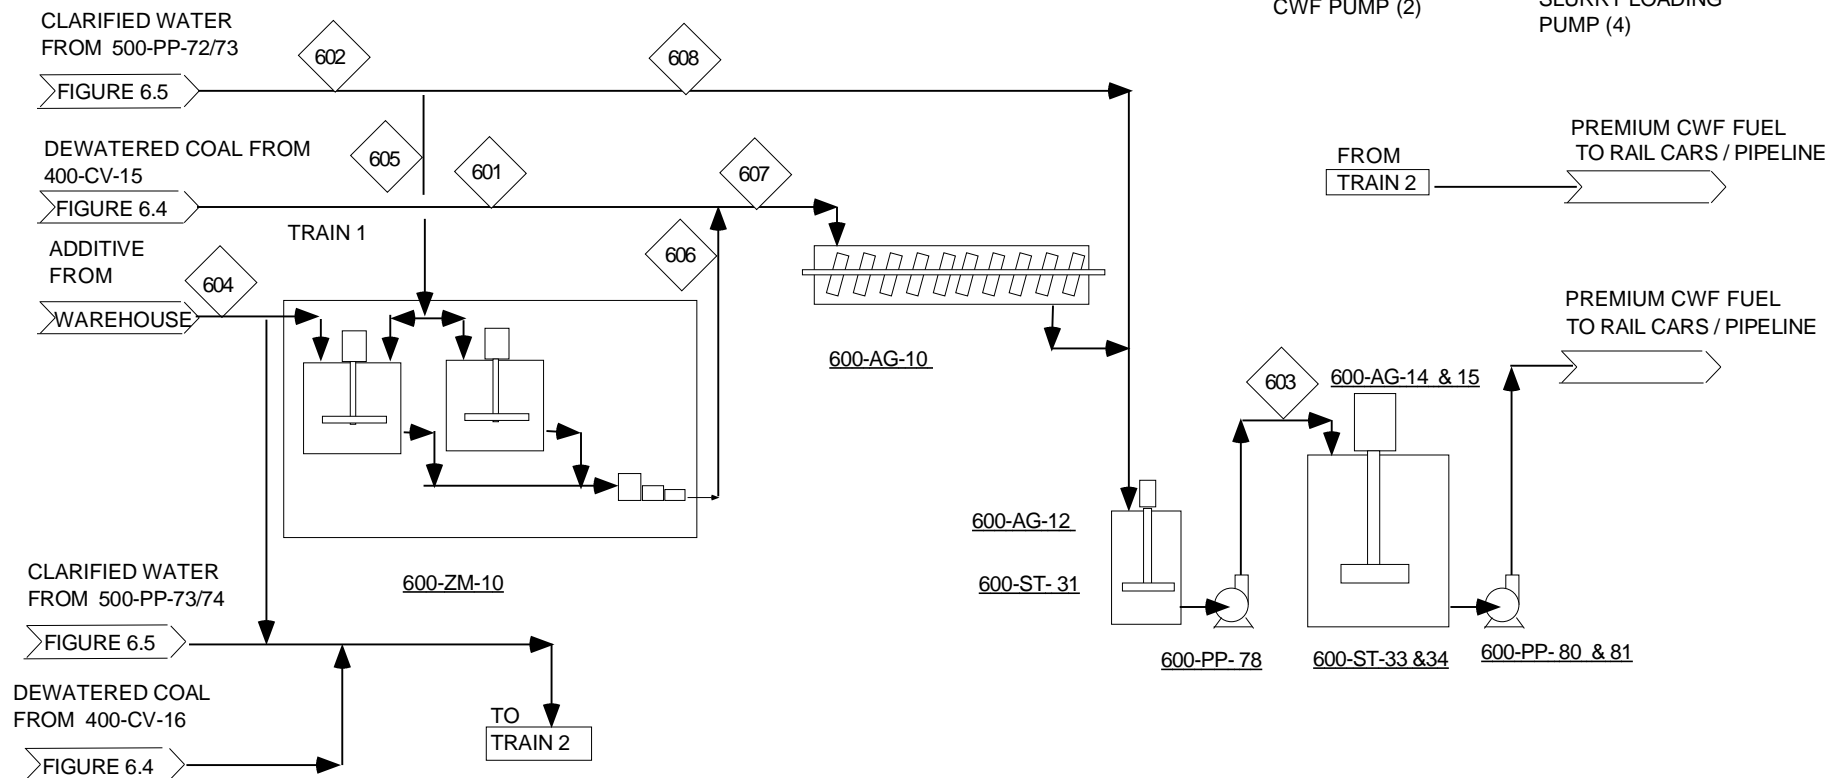 CWF PUMP (2)
SLURRY LOADING
PUMP (4)
CLARIFIED WATER
FROM 500-PP-72/73
FIGURE 6.5
602
608
605
DEWATERED COAL FROM
400-CV-15
FIGURE 6.4
601
607
PREMIUM CWF FUEL
TO RAIL CARS / PIPELINE
FROM
TRAIN 2
TRAIN 1
ADDITIVE
FROM
WAREHOUSE
604
606
600-AG-10
PREMIUM CWF FUEL
TO RAIL CARS / PIPELINE
603
600-AG-14 & 15
600-AG-12
600-ST- 31
600-ZM-10
CLARIFIED WATER
FROM 500-PP-73/74
FIGURE 6.5
600-PP- 78
600-ST-33 &34
600-PP- 80 & 81
DEWATERED COAL
FROM 400-CV-16
FIGURE 6.4
TO
TRAIN 2